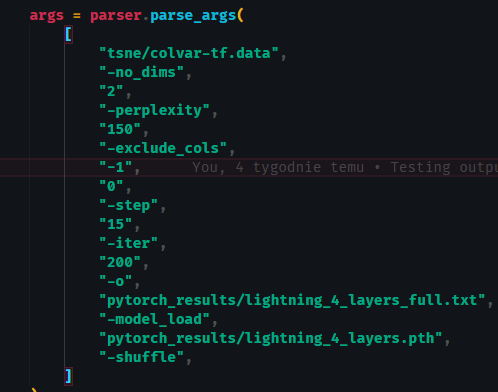 args = parser.parse_args(
[
"tsne/colvar-tf.data",
"-no_dims",
"2",
"-perplexity",
"150",
"-exclude_cols",
"-1", You, 4 tygodnie temu • Testing outpu
"0",
"-step",
"15",
"-iter",
"200",
"-o",
"pytorch_results/lightning_4_layers_full.txt",
"-model_load",
"pytorch_results/lightning_4_layers.pth",
"-shuffle",
]
)